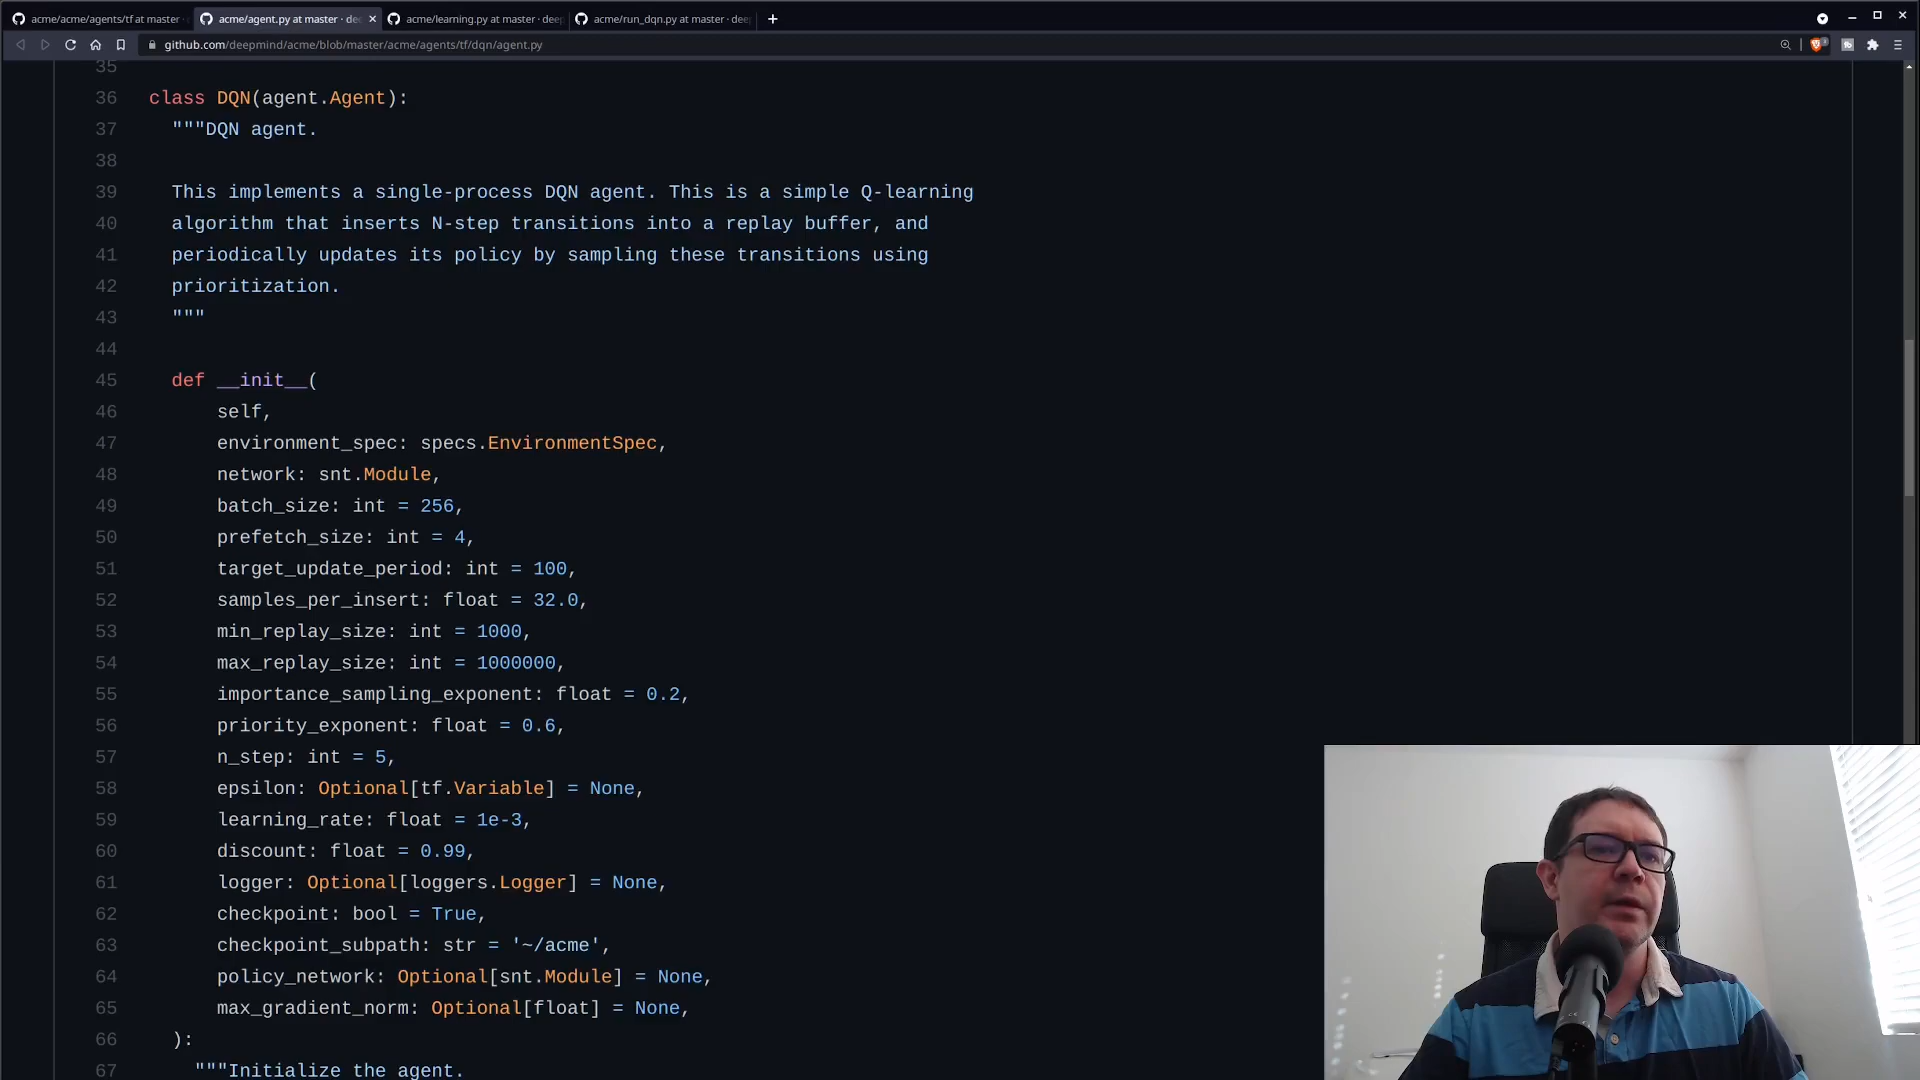 acme/acme/agents/tf at master ·
acme/agent.py at master · dee
acme/learning.py at master · deep
acme/run_dqn.py at master · deep
github.com/deepmind/acme/blob/master/acme/agents/tf/dqn/agent.py
35
36 class DQN(agent.Agent):
37 """DQN agent.
38
39 This implements a single-process DQN agent. This is a simple Q-learning
40 algorithm that inserts N-step transitions into a replay buffer, and
41 periodically updates its policy by sampling these transitions using
42 prioritization.
43 """
44
45 def __init__(
46 self,
47 environment_spec: specs.EnvironmentSpec,
48 network: snt.Module,
49 batch_size: int = 256,
50 prefetch_size: int = 4,
51 target_update_period: int = 100,
52 samples_per_insert: float = 32.0,
53 min_replay_size: int = 1000,
54 max_replay_size: int = 1000000,
55 importance_sampling_exponent: float = 0.2,
56 priority_exponent: float = 0.6,
57 n_step: int = 5,
58 epsilon: Optional[tf.Variable] = None,
59 learning_rate: float = 1e-3,
60 discount: float = 0.99,
61 logger: Optional[loggers.Logger] = None,
62 checkpoint: bool = True,
63 checkpoint_subpath: str = '~/acme',
64 policy_network: Optional[snt.Module] = None,
65 max_gradient_norm: Optional[float] = None,
66 ):
67 """Initialize the agent.